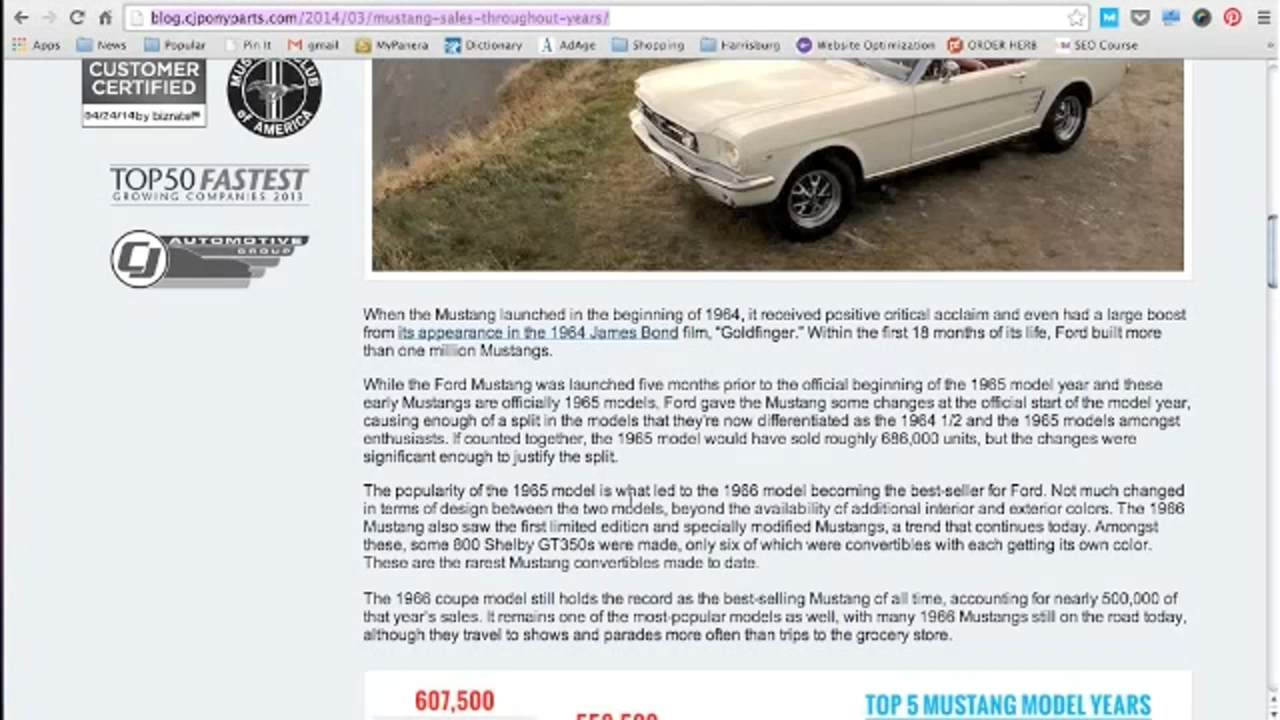 blog.cjponyparts.com/2014/03/mustang-sales-throughout-years/
Apps News Popular Pin It gmail MyPanera Dictionary AdAge Shopping Harrisburg Website Optimization ORDER HERB SEO Course »
CUSTOMER
CERTIFIED
04/24/14 by bizrate
MUSTANG CLUB
of AMERICA
TOP 50 FASTEST
GROWING COMPANIES 2013
CJ AUTOMOTIVE
GROUP
When the Mustang launched in the beginning of 1964, it received positive critical acclaim and even had a large boost
from its appearance in the 1964 James Bond film, "Goldfinger." Within the first 18 months of its life, Ford built more
than one million Mustangs.
While the Ford Mustang was launched five months prior to the official beginning of the 1965 model year and these
early Mustangs are officially 1965 models, Ford gave the Mustang some changes at the official start of the model year,
causing enough of a split in the models that they're now differentiated as the 1964 1/2 and the 1965 models amongst
enthusiasts. If counted together, the 1965 model would have sold roughly 686,000 units, but the changes were
significant enough to justify the split.
The popularity of the 1965 model is what led to the 1966 model becoming the best-seller for Ford. Not much changed
in terms of design between the two models, beyond the availability of additional interior and exterior colors. The 1966
Mustang also saw the first limited edition and specially modified Mustangs, a trend that continues today. Amongst
these, some 800 Shelby GT350s were made, only six of which were convertibles with each getting its own color.
These are the rarest Mustang convertibles made to date.
The 1966 coupe model still holds the record as the best-selling Mustang of all time, accounting for nearly 500,000 of
that year's sales. It remains one of the most-popular models as well, with many 1966 Mustangs still on the road today,
although they travel to shows and parades more often than trips to the grocery store.
607,500
TOP 5 MUSTANG MODEL YEARS